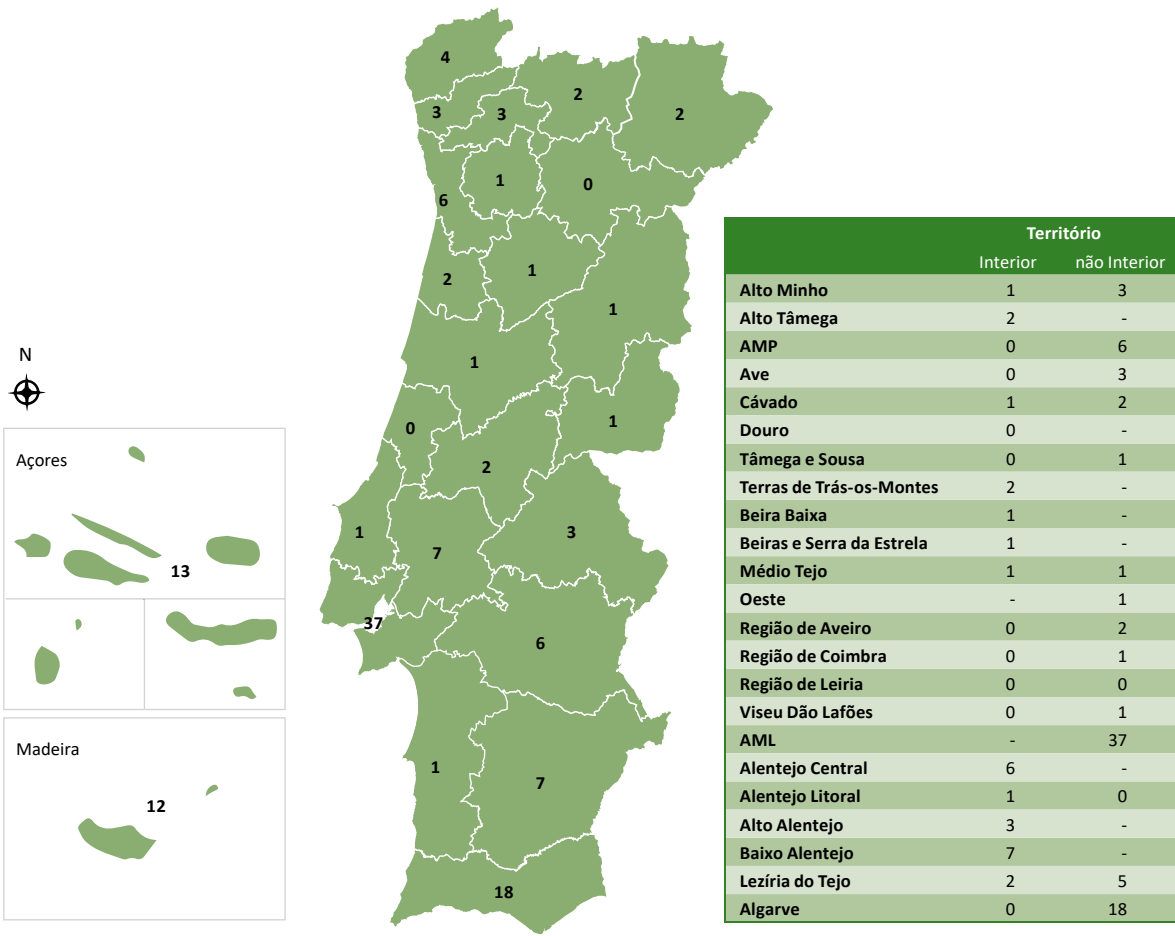 4
2
3
3
2
1
0
6
1
2
1
1
1
0
2
1
7
3
37
6
1
7
18
N
Açores
13
Madeira
12
Território
Interior não Interior
Alto Minho 1 3
Alto Tâmega 2 -
AMP 0 6
Ave 0 3
Cávado 1 2
Douro 0 -
Tâmega e Sousa 0 1
Terras de Trás-os-Montes 2 -
Beira Baixa 1 -
Beiras e Serra da Estrela 1 -
Médio Tejo 1 1
Oeste - 1
Região de Aveiro 0 2
Região de Coimbra 0 1
Região de Leiria 0 0
Viseu Dão Lafões 0 1
AML - 37
Alentejo Central 6 -
Alentejo Litoral 1 0
Alto Alentejo 3 -
Baixo Alentejo 7 -
Lezíria do Tejo 2 5
Algarve 0 18